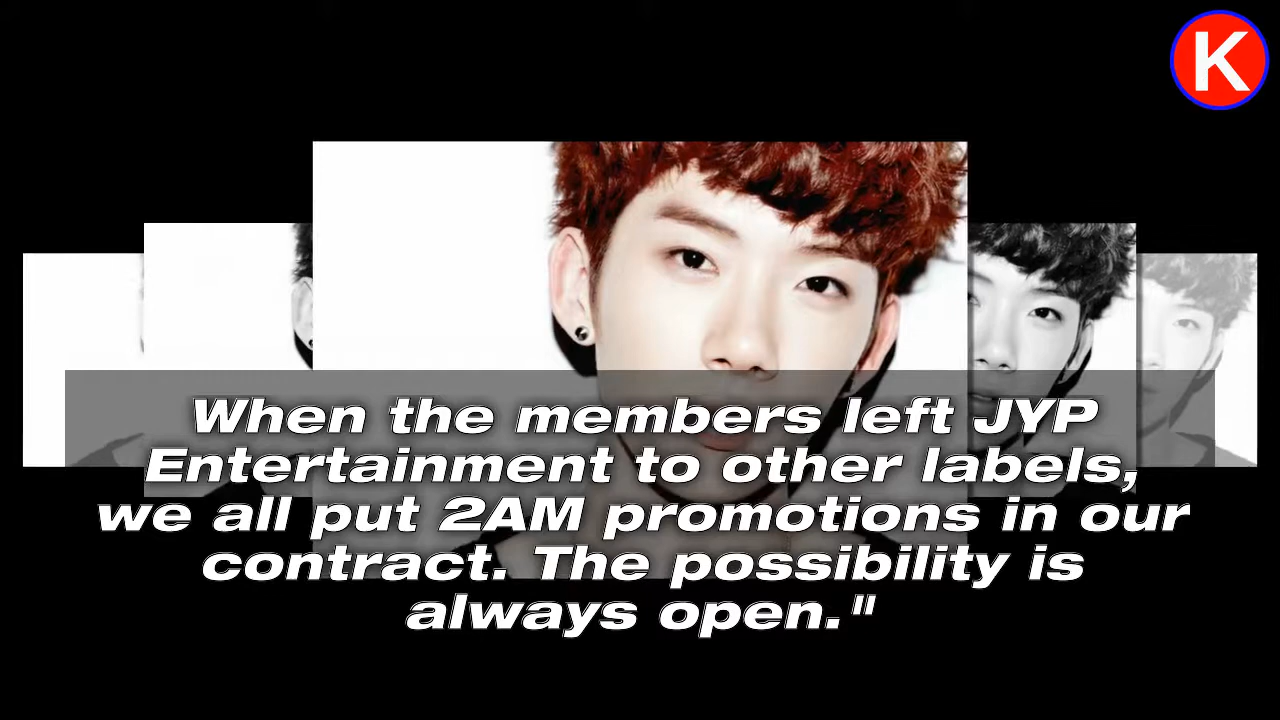 K
When the members left JYP
Entertainment to other labels,
we all put 2AM promotions in our
contract. The possibility is
always open."